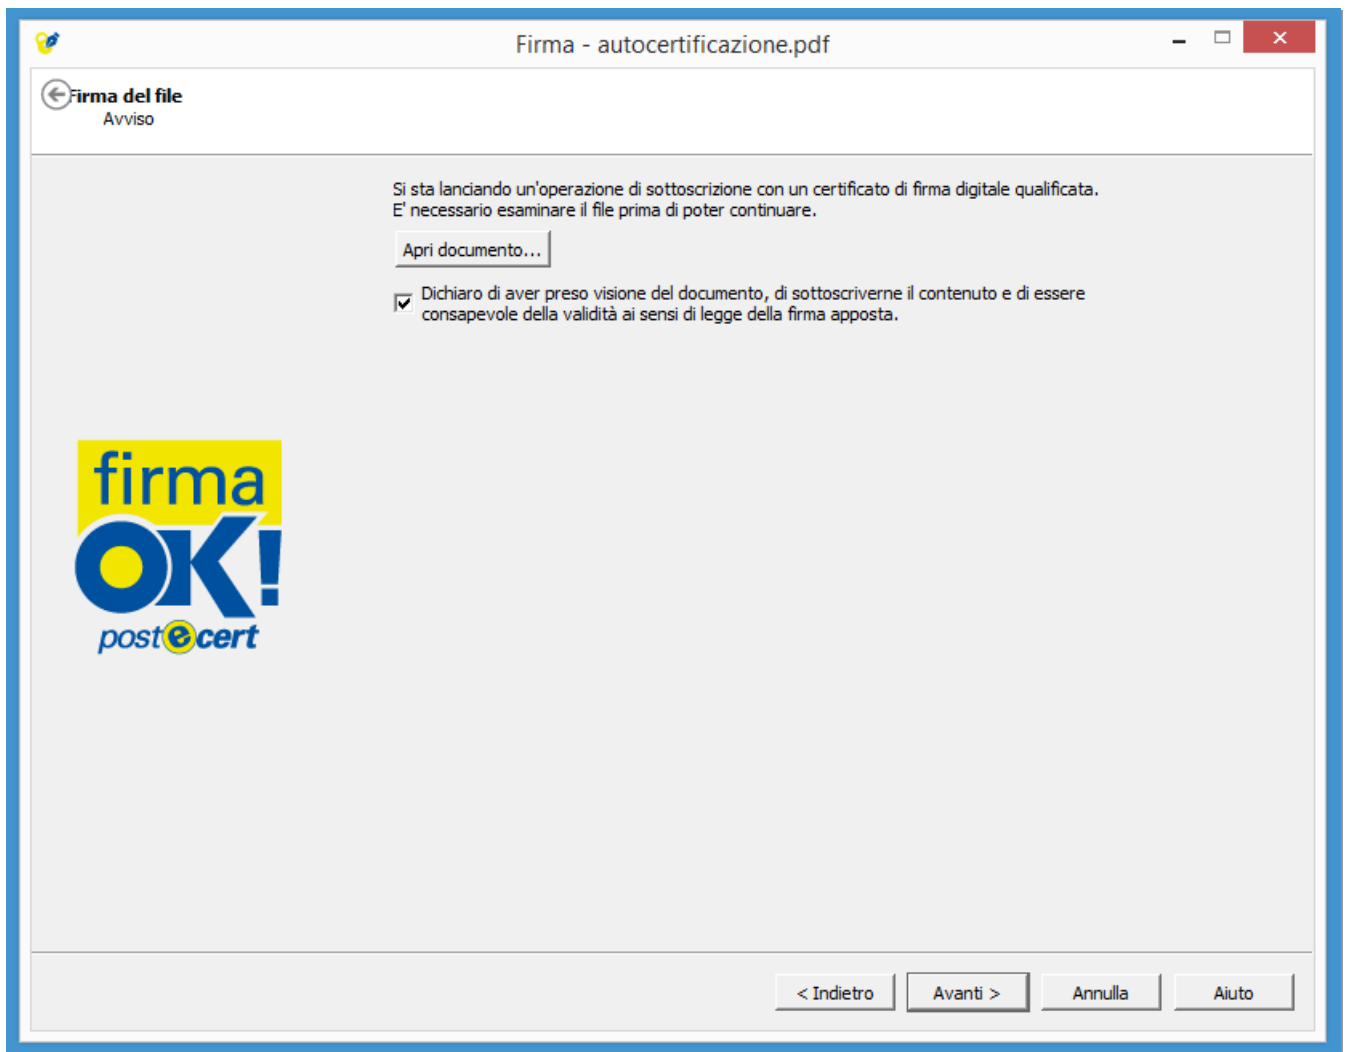 Firma - autocertificazione.pdf
Firma del file
Avviso
Si sta lanciando un'operazione di sottoscrizione con un certificato di firma digitale qualificata.
E' necessario esaminare il file prima di poter continuare.
Apri documento...
Dichiaro di aver preso visione del documento, di sottoscriverne il contenuto e di essere
consapevole della validità ai sensi di legge della firma apposta.
firma
OK!
postecert
< Indietro
Avanti >
Annulla
Aiuto